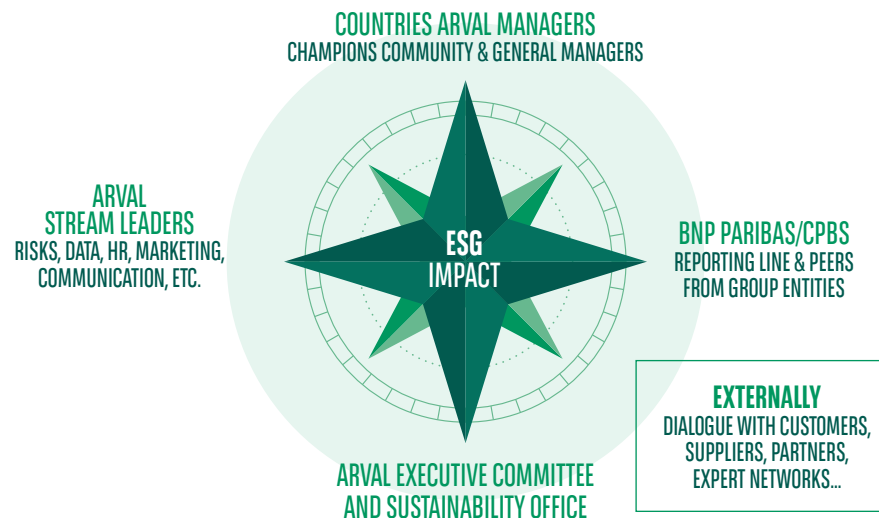 COUNTRIES ARVAL MANAGERS
CHAMPIONS COMMUNITY & GENERAL MANAGERS
ARVAL
STREAM LEADERS
RISKS, DATA, HR, MARKETING,
COMMUNICATION, ETC.
ESG
IMPACT
BNP PARIBAS/CPBS
REPORTING LINE & PEERS
FROM GROUP ENTITIES
EXTERNALLY
DIALOGUE WITH CUSTOMERS,
SUPPLIERS, PARTNERS,
EXPERT NETWORKS...
ARVAL EXECUTIVE COMMITTEE
AND SUSTAINABILITY OFFICE